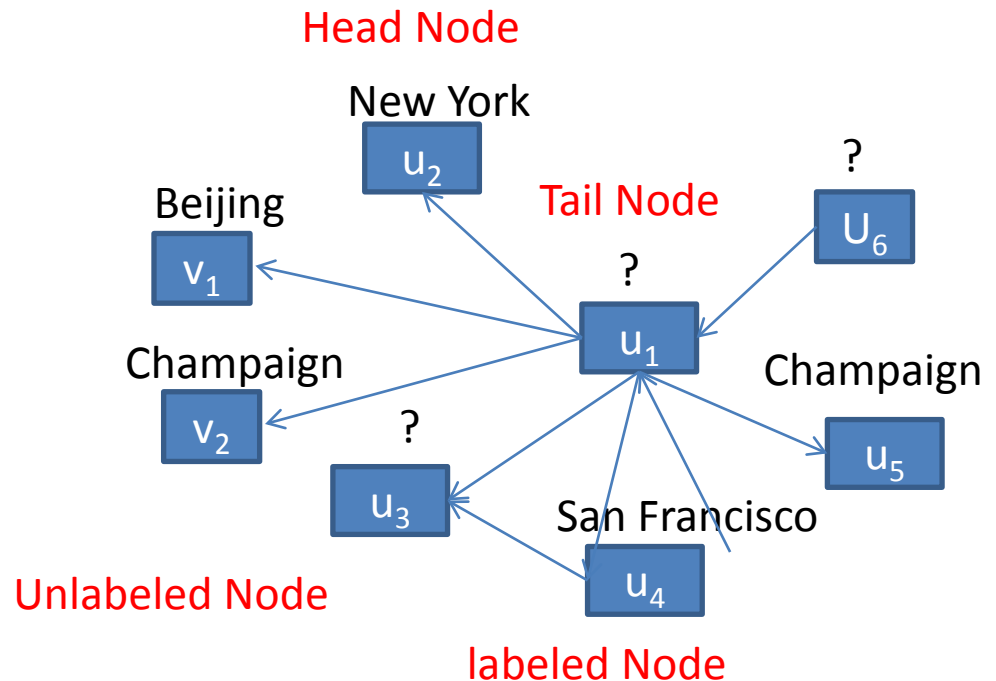 Head Node
New York
u₂
?
Beijing
Tail Node
U₆
v₁
?
u₁
Champaign
Champaign
v₂
?
u₅
u₃
San Francisco
u₄
Unlabeled Node
labeled Node